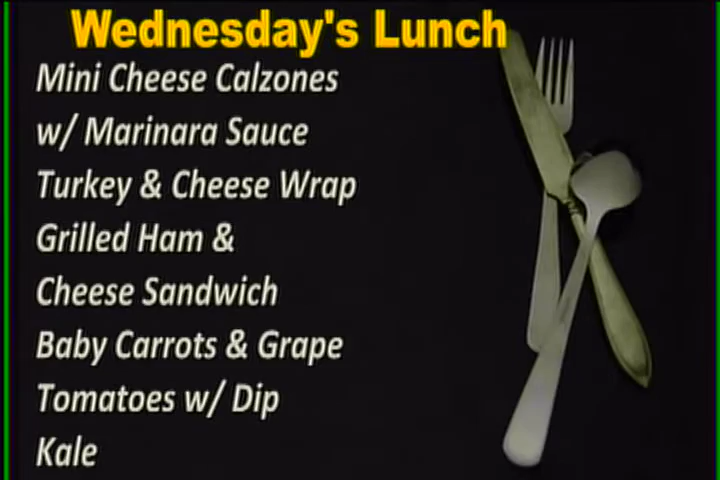 Wednesday's Lunch
Mini Cheese Calzones
w/ Marinara Sauce
Turkey & Cheese Wrap
Grilled Ham &
Cheese Sandwich
Baby Carrots & Grape
Tomatoes w/ Dip
Kale